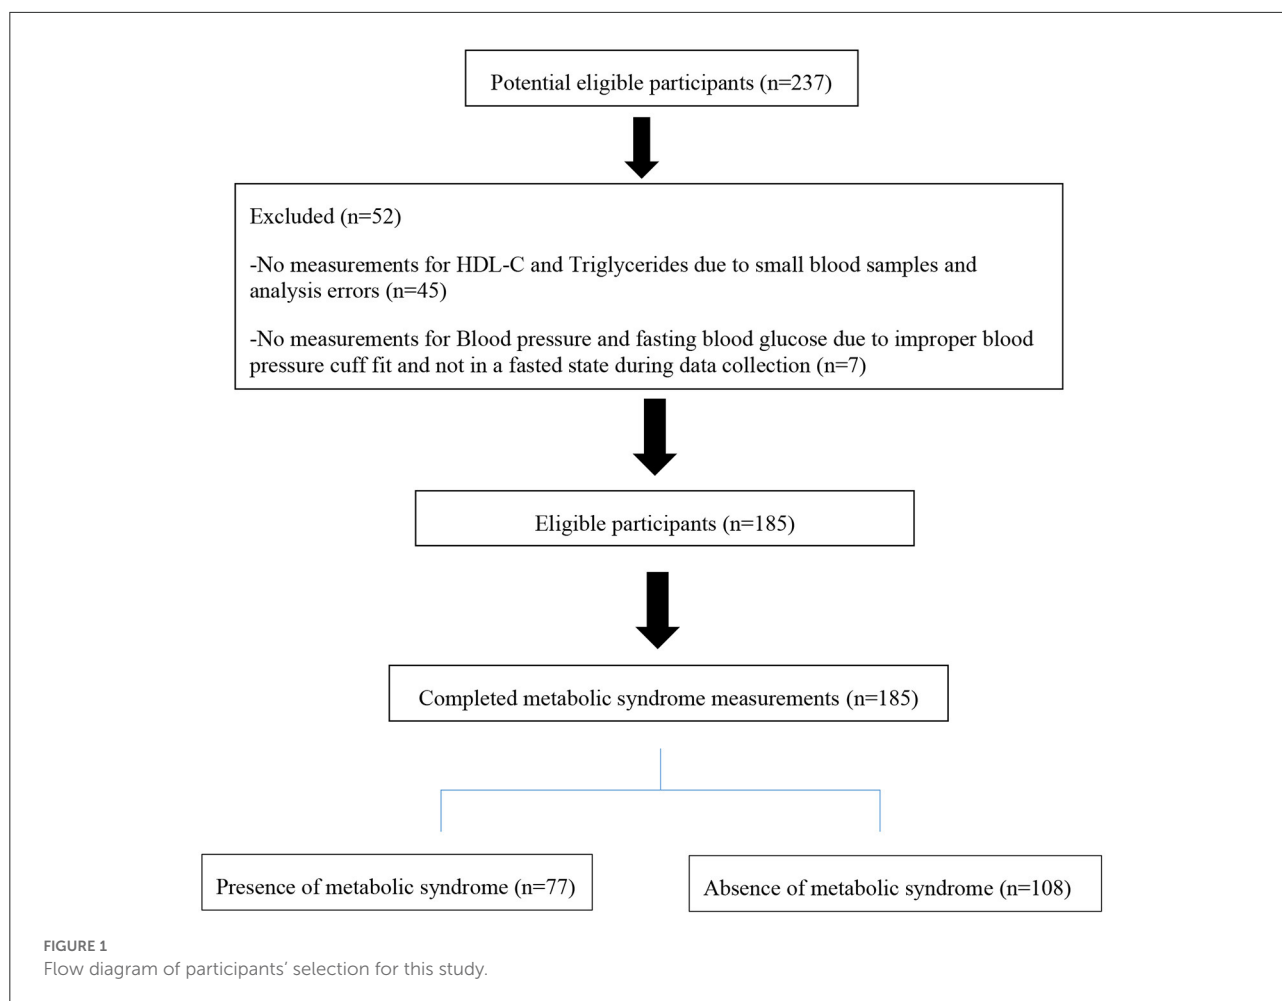 Potential eligible participants (n=237)
Excluded (n=52)
-No measurements for HDL-C and Triglycerides due to small blood samples and
analysis errors (n=45)
-No measurements for Blood pressure and fasting blood glucose due to improper blood
pressure cuff fit and not in a fasted state during data collection (n=7)
Eligible participants (n=185)
Completed metabolic syndrome measurements (n=185)
Presence of metabolic syndrome (n=77)
Absence of metabolic syndrome (n=108)
FIGURE 1
Flow diagram of participants’ selection for this study.